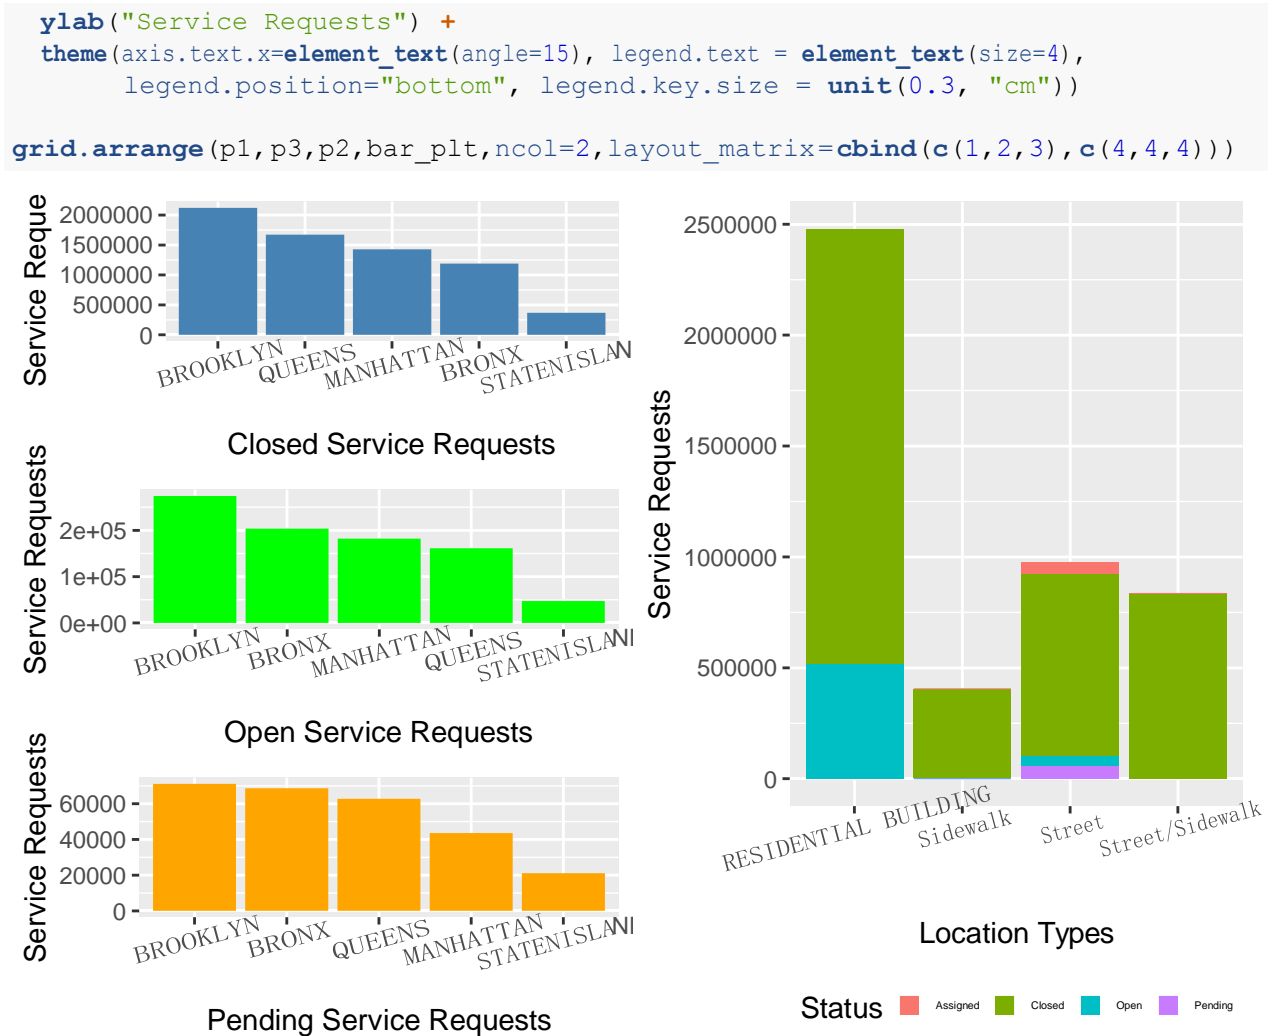 ylab("Service Requests") +
theme(axis.text.x=element_text(angle=15), legend.text = element_text(size=4),
legend.position="bottom", legend.key.size = unit(0.3, "cm"))
grid.arrange(p1,p3,p2,bar_plt,ncol=2,layout_matrix=cbind(c(1,2,3),c(4,4,4)))
Service Reque
2000000
1500000
1000000
500000
0
BROOKLYN
QUEENS
MANHATTAN
BRONX
STATENISLAN
Closed Service Requests
Service Requests
2e+05
1e+05
0e+00
BROOKLYN
BRONX
MANHATTAN
QUEENS
STATENISLAN
Open Service Requests
Service Requests
60000
40000
20000
0
BROOKLYN
BRONX
QUEENS
MANHATTAN
STATENISLAN
Pending Service Requests
Service Requests
2500000
2000000
1500000
1000000
500000
0
RESIDENTIAL BUILDING
Sidewalk
Street
Street/Sidewalk
Location Types
Status Assigned Closed Open Pending